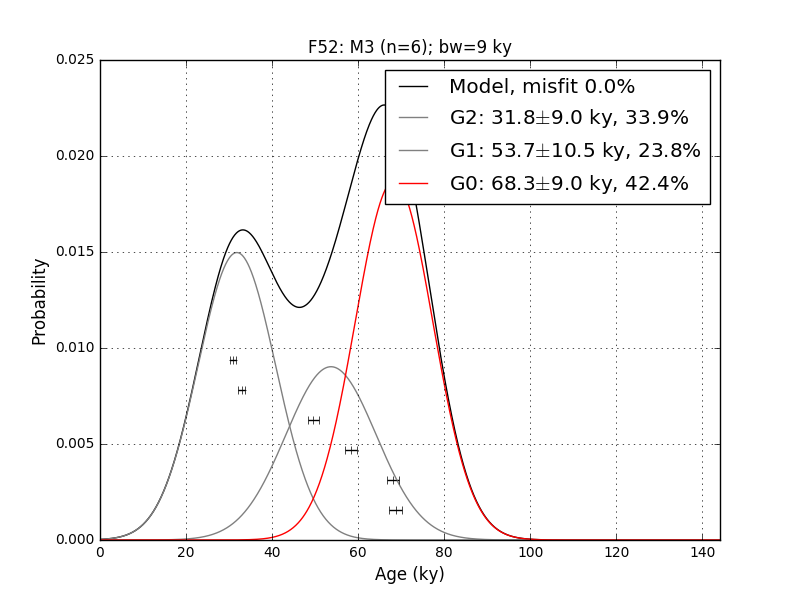 F52: M3 (n=6); bw=9 ky
0.025
0.020
0.015
0.010
0.005
0.000
Probability
Model, misfit 0.0%
G2: 31.8±9.0 ky, 33.9%
G1: 53.7±10.5 ky, 23.8%
G0: 68.3±9.0 ky, 42.4%
0 20 40 60 80 100 120 140
Age (ky)